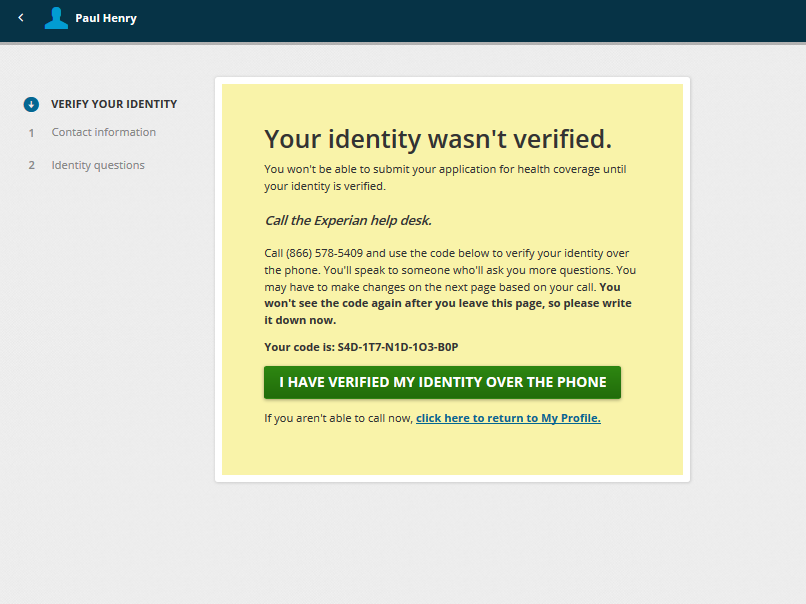 Paul Henry
VERIFY YOUR IDENTITY
1 Contact information
2 Identity questions
Your identity wasn't verified.
You won't be able to submit your application for health coverage until
your identity is verified.
Call the Experian help desk.
Call (866) 578-5409 and use the code below to verify your identity over
the phone. You'll speak to someone who'll ask you more questions. You
may have to make changes on the next page based on your call. You
won't see the code again after you leave this page, so please write
it down now.
Your code is: S4D-1T7-N1D-1O3-B0P
I HAVE VERIFIED MY IDENTITY OVER THE PHONE
If you aren't able to call now, click here to return to My Profile.